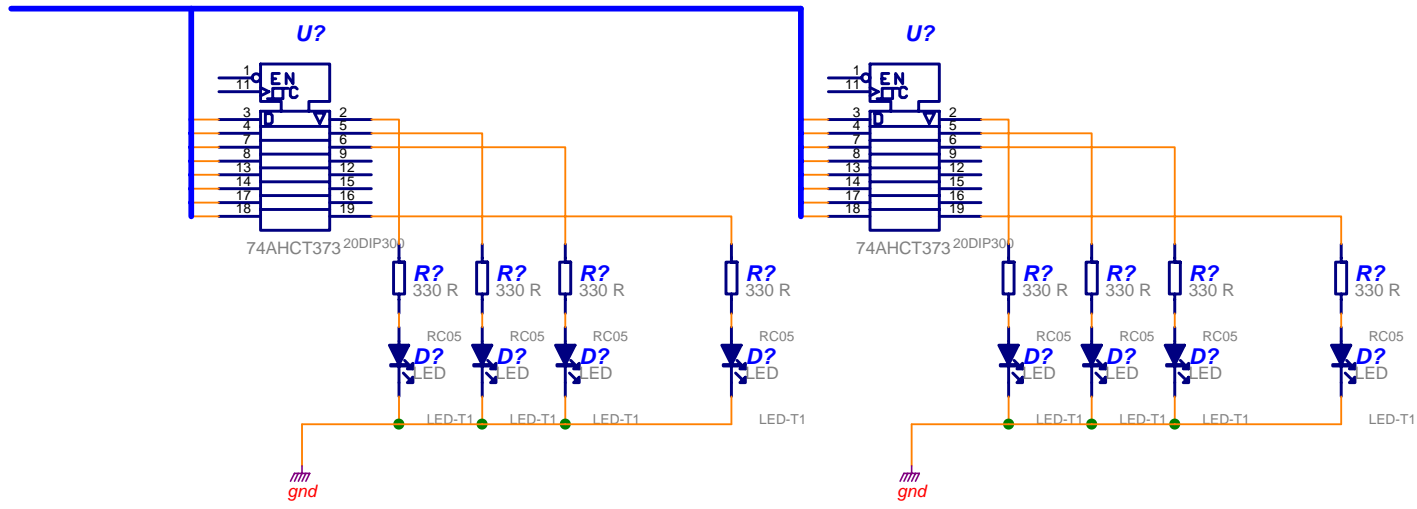 U? U?
1 EN 1 EN
11 C 11 C
3 D 2 3 D 2
4 5 4 5
7 6 7 6
8 9 8 9
13 12 13 12
14 15 14 15
17 16 17 16
18 19 18 19
74AHCT373 20DIP300 74AHCT373 20DIP300
R? R? R? R? R? R? R? R?
330 R 330 R 330 R 330 R 330 R 330 R 330 R 330 R
RC05 RC05 RC05 RC05 RC05 RC05 RC05 RC05
D? D? D? D? D? D? D? D?
LED LED LED LED LED LED LED LED
LED-T1 LED-T1 LED-T1 LED-T1 LED-T1 LED-T1 LED-T1 LED-T1
gnd gnd